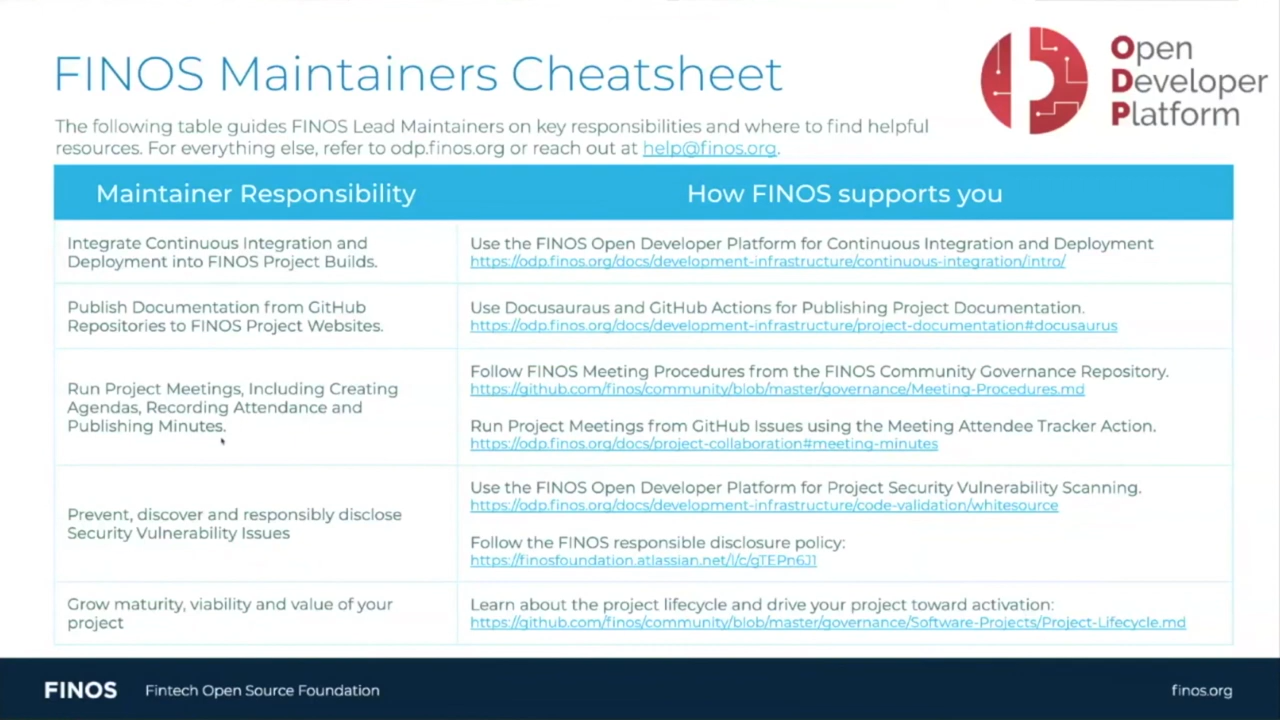 FINOS Maintainers Cheatsheet
Open
Developer
Platform
The following table guides FINOS Lead Maintainers on key responsibilities and where to find helpful
resources. For everything else, refer to odp.finos.org or reach out at help@finos.org.
Maintainer Responsibility
How FINOS supports you
Integrate Continuous Integration and
Deployment into FINOS Project Builds.
Use the FINOS Open Developer Platform for Continuous Integration and Deployment
https://odp.finos.org/docs/development-infrastructure/continuous-integration/intro/
Publish Documentation from GitHub
Repositories to FINOS Project Websites.
Use Docusauraus and GitHub Actions for Publishing Project Documentation.
https://odp.finos.org/docs/development-infrastructure/project-documentation#docusaurus
Run Project Meetings, Including Creating
Agendas, Recording Attendance and
Publishing Minutes.
Follow FINOS Meeting Procedures from the FINOS Community Governance Repository.
https://github.com/finos/community/blob/master/governance/Meeting-Procedures.md
Run Project Meetings from GitHub Issues using the Meeting Attendee Tracker Action.
https://odp.finos.org/docs/project-collaboration#meeting-minutes
Prevent, discover and responsibly disclose
Security Vulnerability Issues
Use the FINOS Open Developer Platform for Project Security Vulnerability Scanning.
https://odp.finos.org/docs/development-infrastructure/code-validation/whitesource
Follow the FINOS responsible disclosure policy:
https://finosfoundation.atlassian.net/l/c/gTEPn6J1
Grow maturity, viability and value of your
project
Learn about the project lifecycle and drive your project toward activation:
https://github.com/finos/community/blob/master/governance/Software-Projects/Project-Lifecycle.md
FINOS
Fintech Open Source Foundation
finos.org